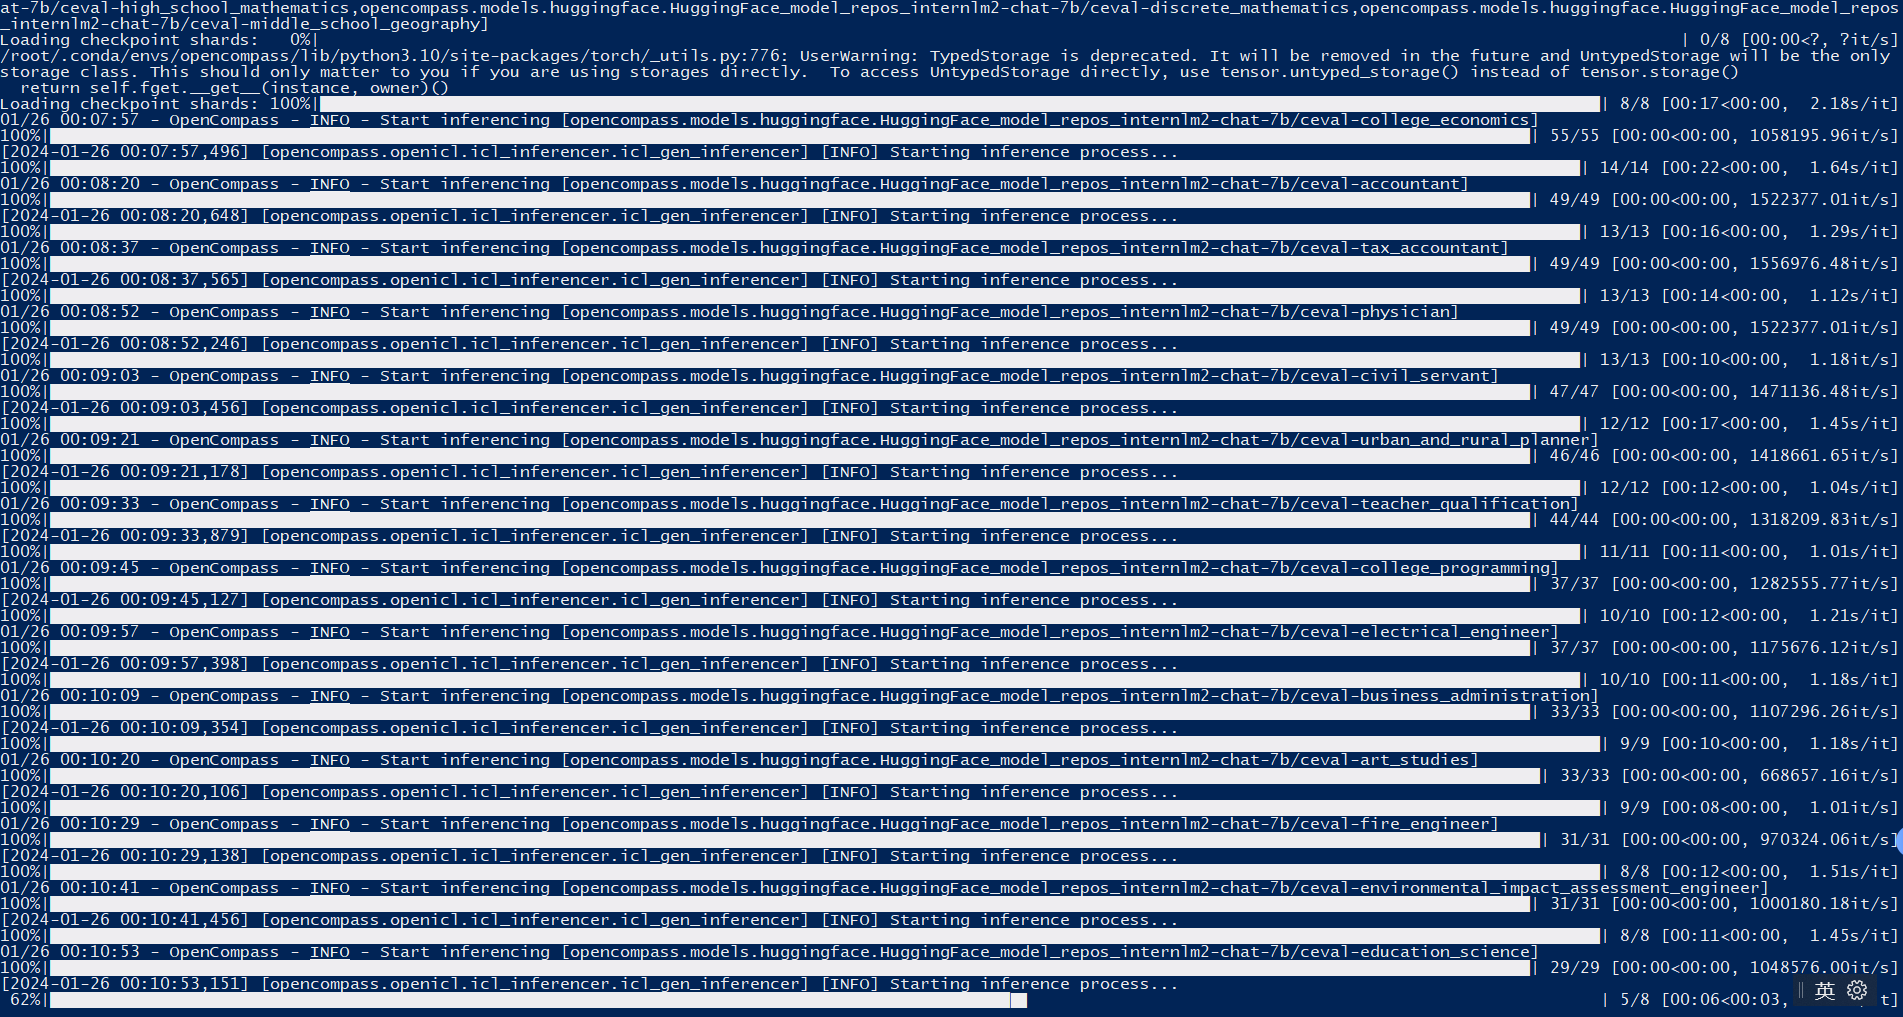 at-7b/ceval-high_school_mathematics,opencompass.models.huggingface.HuggingFace_model_repos_internlm2-chat-7b/ceval-discrete_mathematics,opencompass.models.huggingface.HuggingFace_model_repos
_internlm2-chat-7b/ceval-middle_school_geography]
Loading checkpoint shards:   0%| | 0/8 [00:00<?, ?it/s]
/root/.conda/envs/opencompass/lib/python3.10/site-packages/torch/_utils.py:776: UserWarning: TypedStorage is deprecated. It will be removed in the future and UntypedStorage will be the only
storage class. This should only matter to you if you are using storages directly.  To access UntypedStorage directly, use tensor.untyped_storage() instead of tensor.storage()
  return self.fget.__get__(instance, owner)()
Loading checkpoint shards: 100%| | 8/8 [00:17<00:00,  2.18s/it]
01/26 00:07:57 - OpenCompass - INFO - Start inferencing [opencompass.models.huggingface.HuggingFace_model_repos_internlm2-chat-7b/ceval-college_economics]
100%| | 55/55 [00:00<00:00, 1058195.96it/s]
[2024-01-26 00:07:57,496] [opencompass.openicl.icl_inferencer.icl_gen_inferencer] [INFO] Starting inference process...
100%| | 14/14 [00:22<00:00,  1.64s/it]
01/26 00:08:20 - OpenCompass - INFO - Start inferencing [opencompass.models.huggingface.HuggingFace_model_repos_internlm2-chat-7b/ceval-accountant]
100%| | 49/49 [00:00<00:00, 1522377.01it/s]
[2024-01-26 00:08:20,648] [opencompass.openicl.icl_inferencer.icl_gen_inferencer] [INFO] Starting inference process...
100%| | 13/13 [00:16<00:00,  1.29s/it]
01/26 00:08:37 - OpenCompass - INFO - Start inferencing [opencompass.models.huggingface.HuggingFace_model_repos_internlm2-chat-7b/ceval-tax_accountant]
100%| | 49/49 [00:00<00:00, 1556976.48it/s]
[2024-01-26 00:08:37,565] [opencompass.openicl.icl_inferencer.icl_gen_inferencer] [INFO] Starting inference process...
100%| | 13/13 [00:14<00:00,  1.12s/it]
01/26 00:08:52 - OpenCompass - INFO - Start inferencing [opencompass.models.huggingface.HuggingFace_model_repos_internlm2-chat-7b/ceval-physician]
100%| | 49/49 [00:00<00:00, 1522377.01it/s]
[2024-01-26 00:08:52,246] [opencompass.openicl.icl_inferencer.icl_gen_inferencer] [INFO] Starting inference process...
100%| | 13/13 [00:10<00:00,  1.18it/s]
01/26 00:09:03 - OpenCompass - INFO - Start inferencing [opencompass.models.huggingface.HuggingFace_model_repos_internlm2-chat-7b/ceval-civil_servant]
100%| | 47/47 [00:00<00:00, 1471136.48it/s]
[2024-01-26 00:09:03,456] [opencompass.openicl.icl_inferencer.icl_gen_inferencer] [INFO] Starting inference process...
100%| | 12/12 [00:17<00:00,  1.45s/it]
01/26 00:09:21 - OpenCompass - INFO - Start inferencing [opencompass.models.huggingface.HuggingFace_model_repos_internlm2-chat-7b/ceval-urban_and_rural_planner]
100%| | 46/46 [00:00<00:00, 1418661.65it/s]
[2024-01-26 00:09:21,178] [opencompass.openicl.icl_inferencer.icl_gen_inferencer] [INFO] Starting inference process...
100%| | 12/12 [00:12<00:00,  1.04s/it]
01/26 00:09:33 - OpenCompass - INFO - Start inferencing [opencompass.models.huggingface.HuggingFace_model_repos_internlm2-chat-7b/ceval-teacher_qualification]
100%| | 44/44 [00:00<00:00, 1318209.83it/s]
[2024-01-26 00:09:33,879] [opencompass.openicl.icl_inferencer.icl_gen_inferencer] [INFO] Starting inference process...
100%| | 11/11 [00:11<00:00,  1.01s/it]
01/26 00:09:45 - OpenCompass - INFO - Start inferencing [opencompass.models.huggingface.HuggingFace_model_repos_internlm2-chat-7b/ceval-college_programming]
100%| | 37/37 [00:00<00:00, 1282555.77it/s]
[2024-01-26 00:09:45,127] [opencompass.openicl.icl_inferencer.icl_gen_inferencer] [INFO] Starting inference process...
100%| | 10/10 [00:12<00:00,  1.21s/it]
01/26 00:09:57 - OpenCompass - INFO - Start inferencing [opencompass.models.huggingface.HuggingFace_model_repos_internlm2-chat-7b/ceval-electrical_engineer]
100%| | 37/37 [00:00<00:00, 1175676.12it/s]
[2024-01-26 00:09:57,398] [opencompass.openicl.icl_inferencer.icl_gen_inferencer] [INFO] Starting inference process...
100%| | 10/10 [00:11<00:00,  1.18s/it]
01/26 00:10:09 - OpenCompass - INFO - Start inferencing [opencompass.models.huggingface.HuggingFace_model_repos_internlm2-chat-7b/ceval-business_administration]
100%| | 33/33 [00:00<00:00, 1107296.26it/s]
[2024-01-26 00:10:09,354] [opencompass.openicl.icl_inferencer.icl_gen_inferencer] [INFO] Starting inference process...
100%| | 9/9 [00:10<00:00,  1.18s/it]
01/26 00:10:20 - OpenCompass - INFO - Start inferencing [opencompass.models.huggingface.HuggingFace_model_repos_internlm2-chat-7b/ceval-art_studies]
100%| | 33/33 [00:00<00:00, 668657.16it/s]
[2024-01-26 00:10:20,106] [opencompass.openicl.icl_inferencer.icl_gen_inferencer] [INFO] Starting inference process...
100%| | 9/9 [00:08<00:00,  1.01it/s]
01/26 00:10:29 - OpenCompass - INFO - Start inferencing [opencompass.models.huggingface.HuggingFace_model_repos_internlm2-chat-7b/ceval-fire_engineer]
100%| | 31/31 [00:00<00:00, 970324.06it/s]
[2024-01-26 00:10:29,138] [opencompass.openicl.icl_inferencer.icl_gen_inferencer] [INFO] Starting inference process...
100%| | 8/8 [00:12<00:00,  1.51s/it]
01/26 00:10:41 - OpenCompass - INFO - Start inferencing [opencompass.models.huggingface.HuggingFace_model_repos_internlm2-chat-7b/ceval-environmental_impact_assessment_engineer]
100%| | 31/31 [00:00<00:00, 1000180.18it/s]
[2024-01-26 00:10:41,456] [opencompass.openicl.icl_inferencer.icl_gen_inferencer] [INFO] Starting inference process...
100%| | 8/8 [00:11<00:00,  1.45s/it]
01/26 00:10:53 - OpenCompass - INFO - Start inferencing [opencompass.models.huggingface.HuggingFace_model_repos_internlm2-chat-7b/ceval-education_science]
100%| | 29/29 [00:00<00:00, 1048576.00it/s]
[2024-01-26 00:10:53,151] [opencompass.openicl.icl_inferencer.icl_gen_inferencer] [INFO] Starting inference process...
62%| | 5/8 [00:06<00:03, t]
英